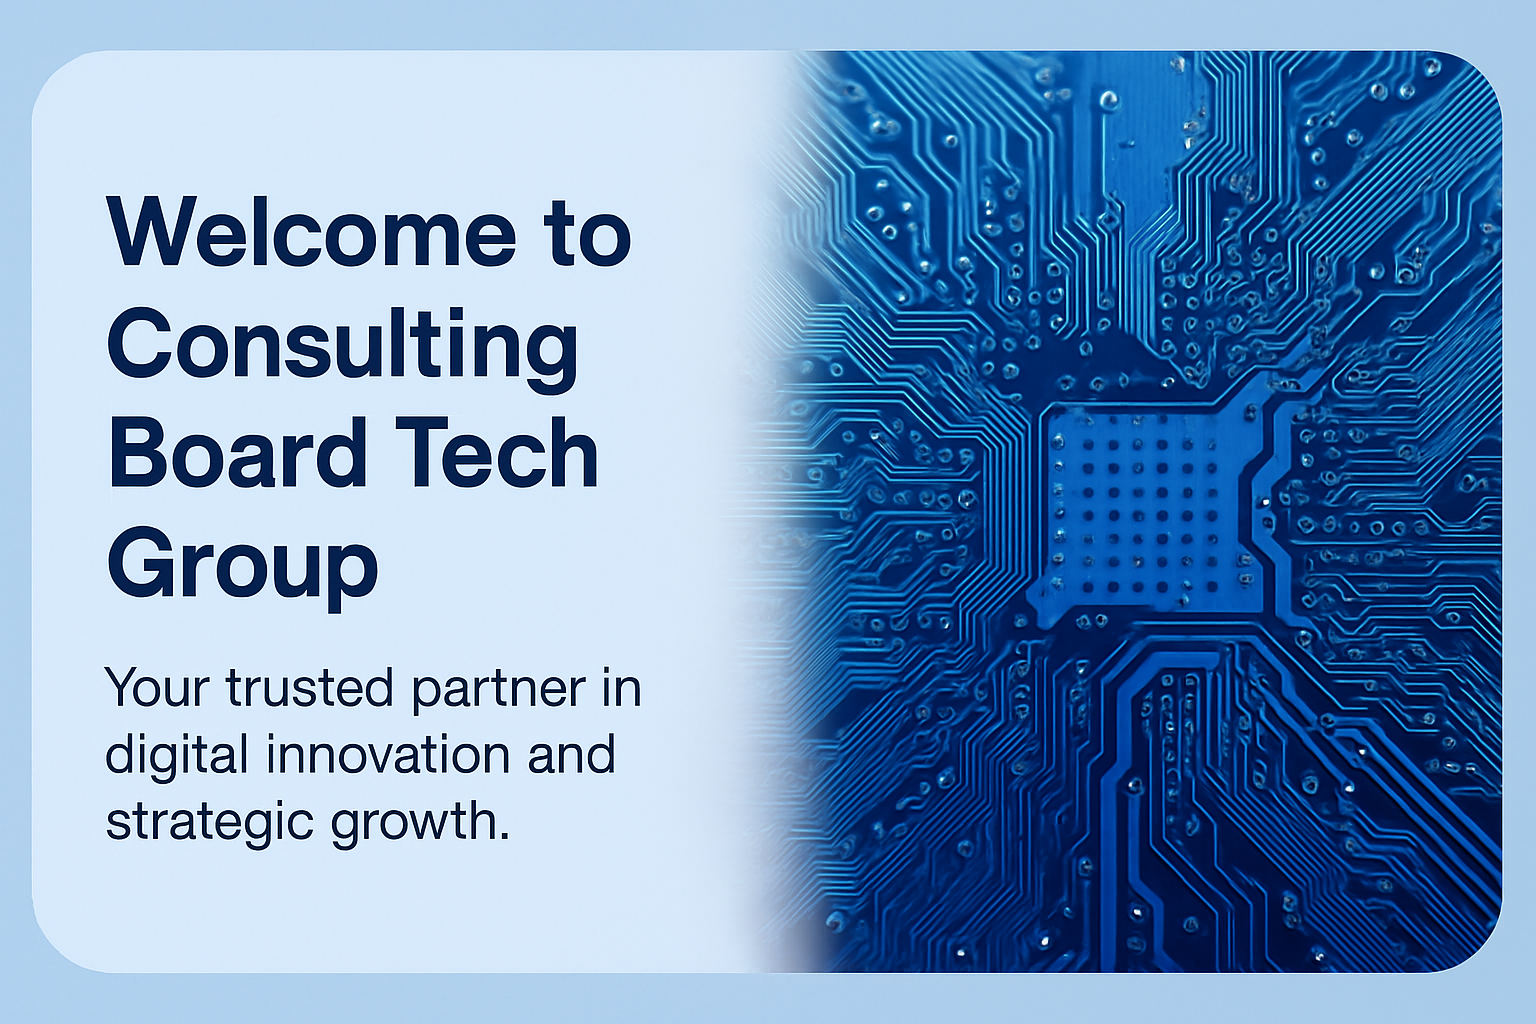 Welcome to
Consulting
Board Tech
Group
Your trusted partner in
digital innovation and
strategic growth.